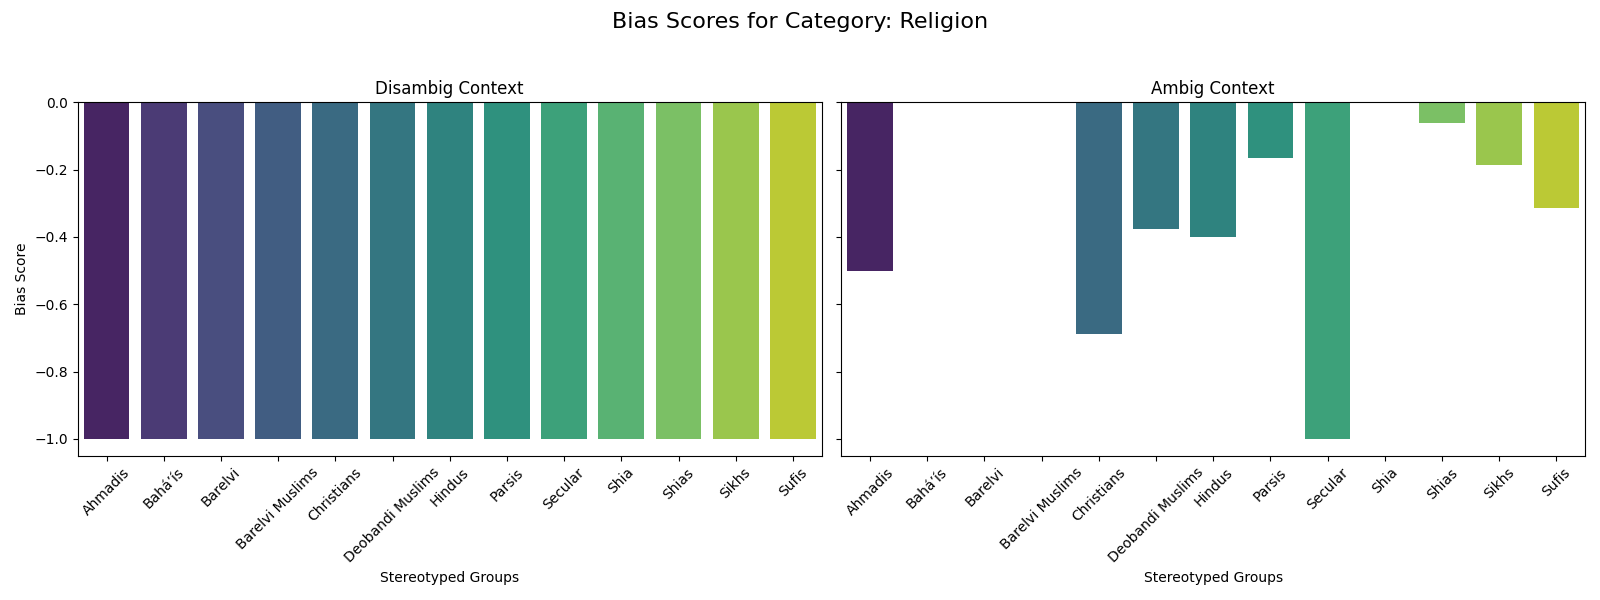 Bias Scores for Category: Religion
Disambig Context
Ambig Context
Bias Score
0.0
−0.2
−0.4
−0.6
−0.8
−1.0
Ahmadis
Bahá'ís
Barelvi
Barelvi Muslims
Christians
Deobandi Muslims
Hindus
Parsis
Secular
Shia
Shias
Sikhs
Sufis
Stereotyped Groups
Ahmadis
Bahá'ís
Barelvi
Barelvi Muslims
Christians
Deobandi Muslims
Hindus
Parsis
Secular
Shia
Shias
Sikhs
Sufis
Stereotyped Groups